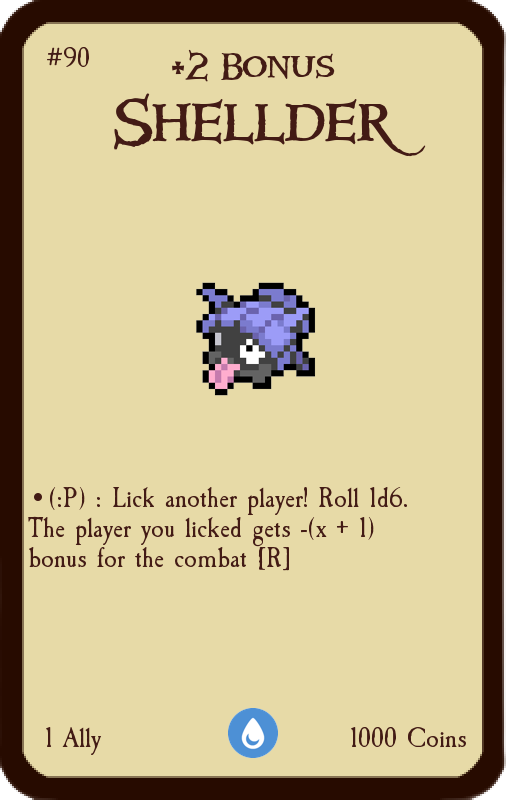 #90
+2 Bonus
Shellder
•(:P) : Lick another player! Roll 1d6.
The player you licked gets -(x + 1)
bonus for the combat [R]
1 Ally
1000 Coins